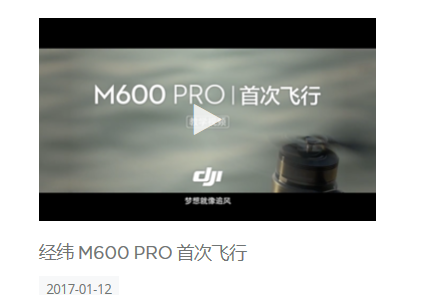 M600 PRO | 首次飞行
dji
梦想就像追风
经纬 M600 PRO 首次飞行
2017-01-12